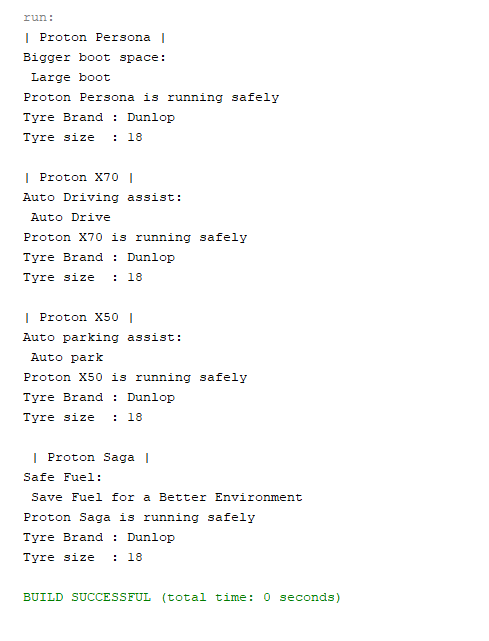 run:
| Proton Persona |
Bigger boot space:
 Large boot
Proton Persona is running safely
Tyre Brand : Dunlop
Tyre size  : 18

| Proton X70 |
Auto Driving assist:
 Auto Drive
Proton X70 is running safely
Tyre Brand : Dunlop
Tyre size  : 18

| Proton X50 |
Auto parking assist:
 Auto park
Proton X50 is running safely
Tyre Brand : Dunlop
Tyre size  : 18

 | Proton Saga |
Safe Fuel:
 Save Fuel for a Better Environment
Proton Saga is running safely
Tyre Brand : Dunlop
Tyre size  : 18

BUILD SUCCESSFUL (total time: 0 seconds)